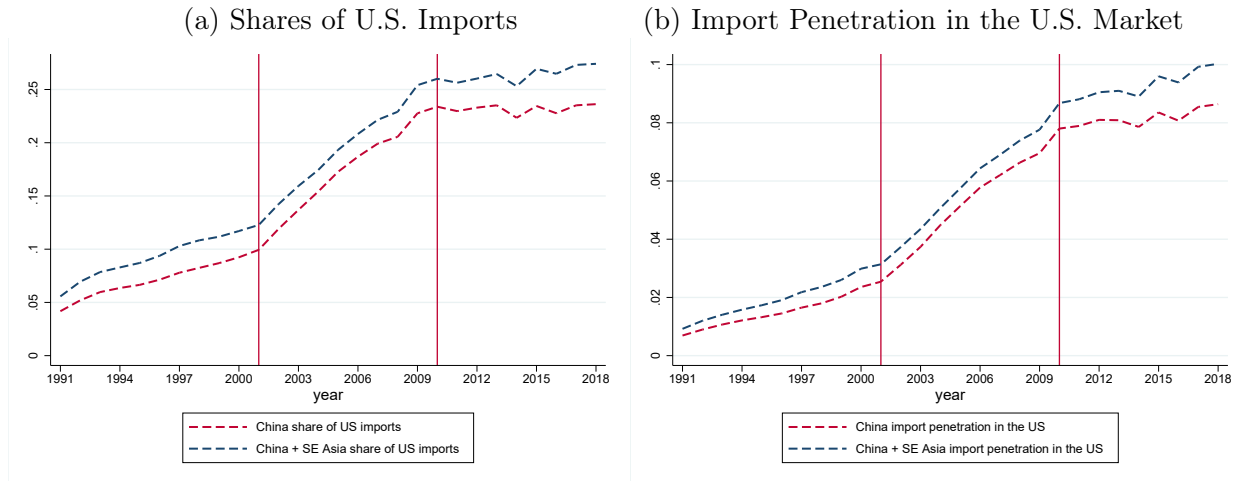 (a) Shares of U.S. Imports
.25
.2
.15
.1
.05
0
1991 1994 1997 2000 2003 2006 2009 2012 2015 2018
year
China share of US imports
China + SE Asia share of US imports
(b) Import Penetration in the U.S. Market
.1
.08
.06
.04
.02
0
1991 1994 1997 2000 2003 2006 2009 2012 2015 2018
year
China import penetration in the US
China + SE Asia import penetration in the US